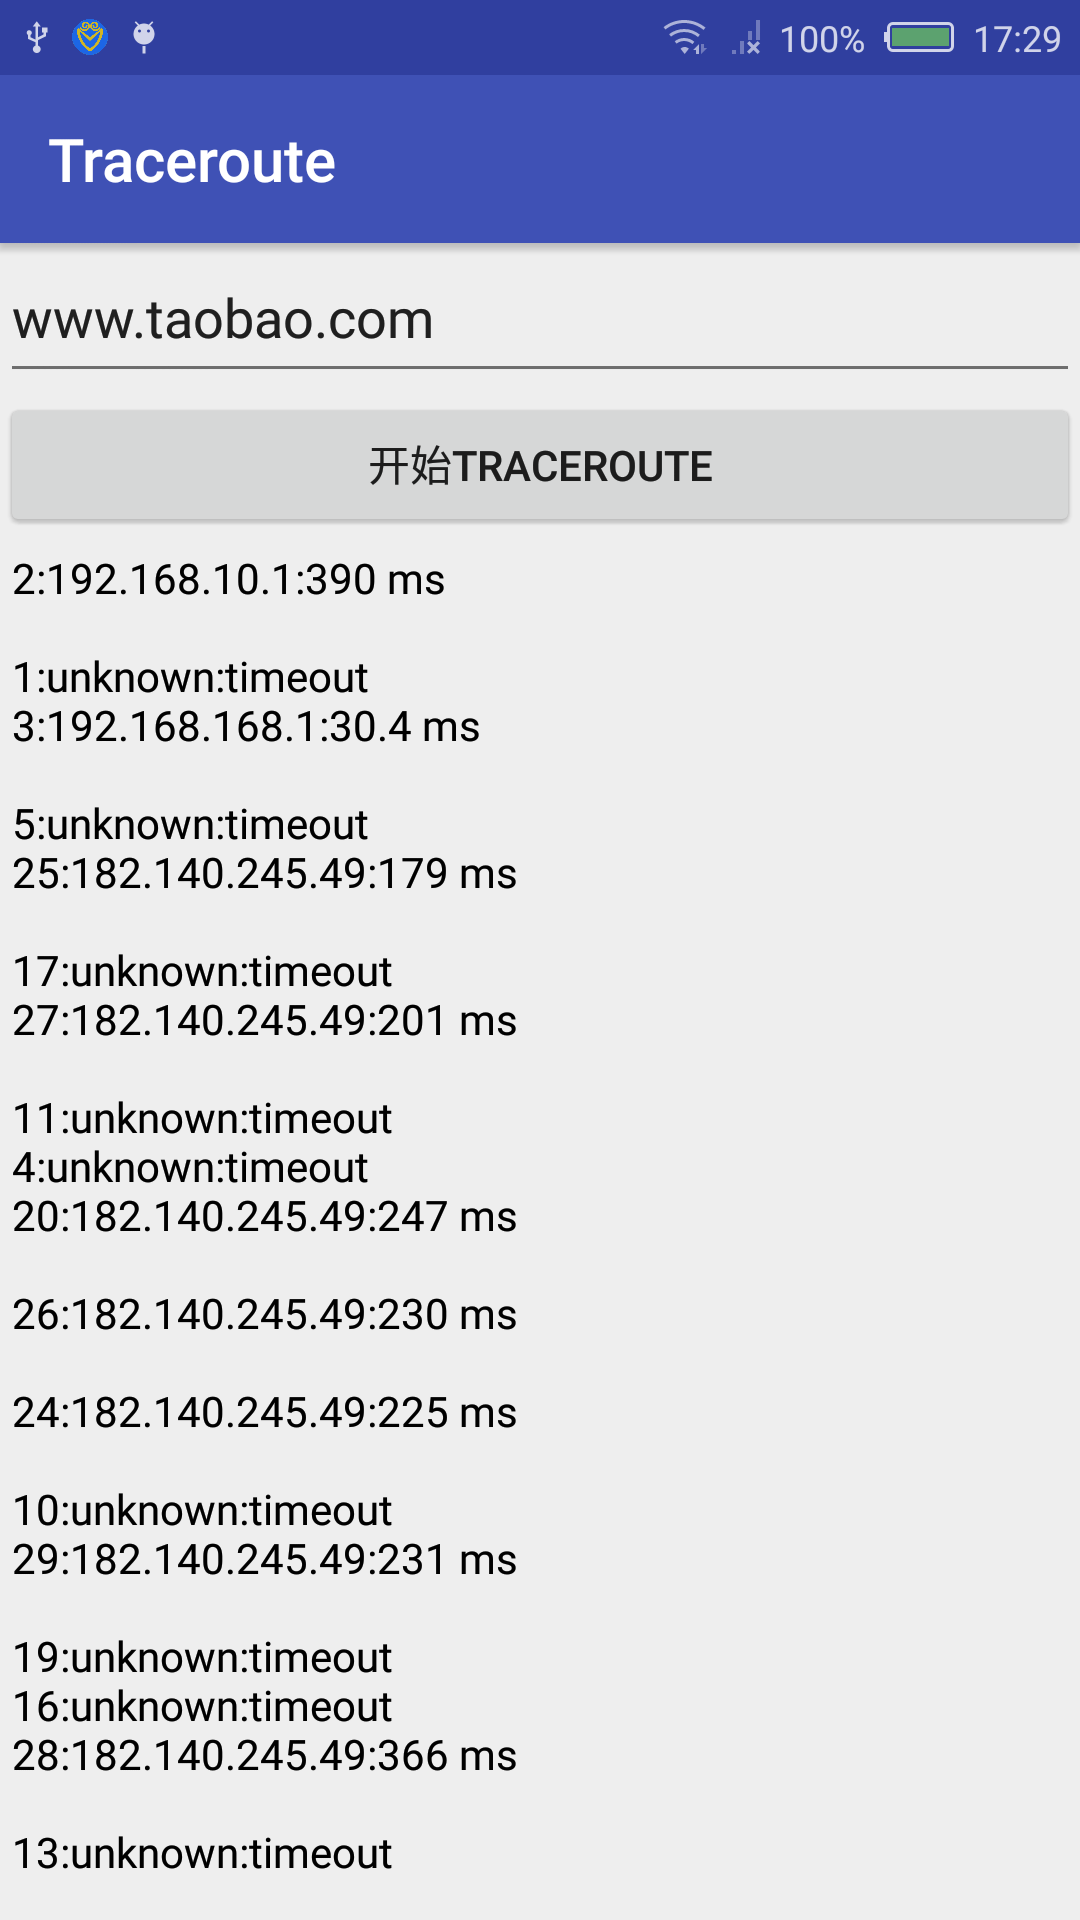 100% 17:29
Traceroute
www.taobao.com
开始TRACEROUTE
2:192.168.10.1:390 ms
1:unknown:timeout
3:192.168.168.1:30.4 ms
5:unknown:timeout
25:182.140.245.49:179 ms
17:unknown:timeout
27:182.140.245.49:201 ms
11:unknown:timeout
4:unknown:timeout
20:182.140.245.49:247 ms
26:182.140.245.49:230 ms
24:182.140.245.49:225 ms
10:unknown:timeout
29:182.140.245.49:231 ms
19:unknown:timeout
16:unknown:timeout
28:182.140.245.49:366 ms
13:unknown:timeout